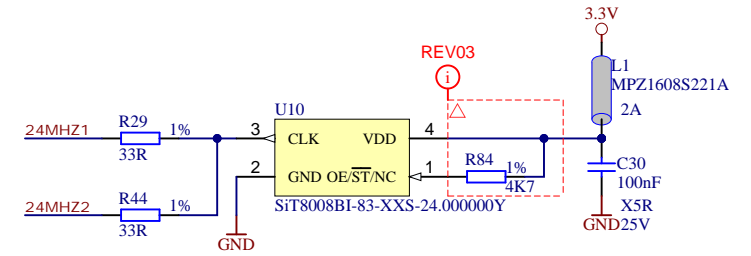 3.3V
REV03
i
L1
MPZ1608S221A
2A
U10
24MHZ1
R29
1%
33R
3
CLK
VDD
4
2
GND
OE/ST/NC
1
R84
1%
4K7
C30
100nF
X5R
25V
GND
24MHZ2
R44
1%
33R
SiT8008BI-83-XXS-24.000000Y
GND